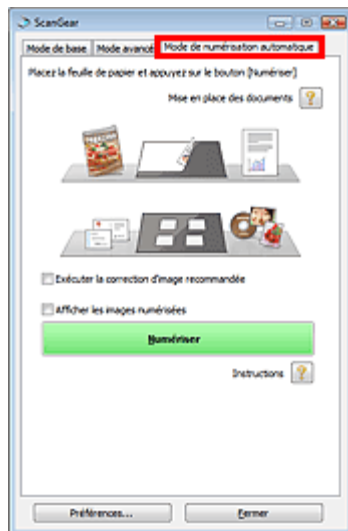 ScanGear
Mode de base Mode avancé Mode de numérisation automatique
Placez la feuille de papier et appuyez sur le bouton [Numériser]
Mise en place des documents ?
Exécuter la correction d'image recommandée
Afficher les images numérisées
Numériser
Instructions ?
Préférences... Fermer